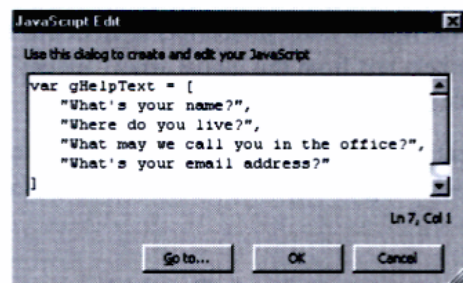 JavaScript Edit
Use this dialog to create and edit your JavaScript
var gHelpText = [
"What's your name?",
"Where do you live?",
"What may we call you in the office?",
"What's your email address?"
]
Ln 7, Col 1
Go to...
OK
Cancel